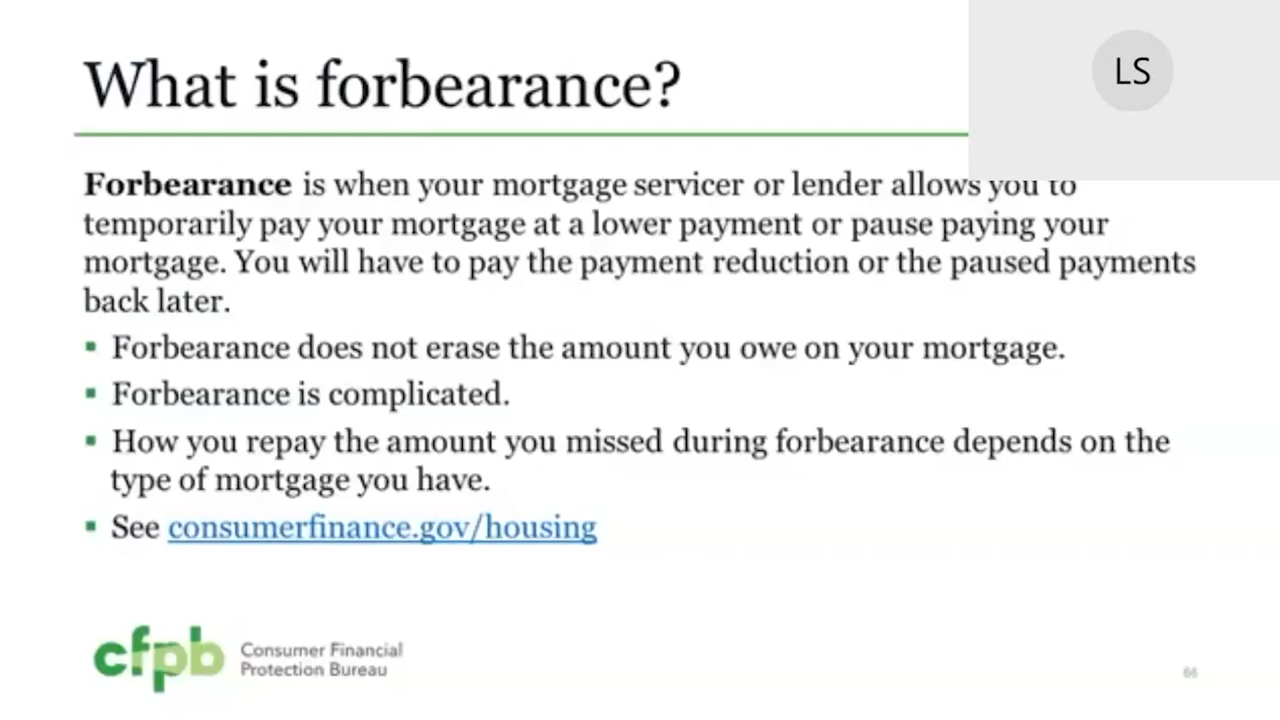 What is forbearance?
LS
Forbearance is when your mortgage servicer or lender allows you to
temporarily pay your mortgage at a lower payment or pause paying your
mortgage. You will have to pay the payment reduction or the paused payments
back later.
▪ Forbearance does not erase the amount you owe on your mortgage.
▪ Forbearance is complicated.
▪ How you repay the amount you missed during forbearance depends on the
type of mortgage you have.
▪ See consumerfinance.gov/housing
cfpb
Consumer Financial
Protection Bureau
66